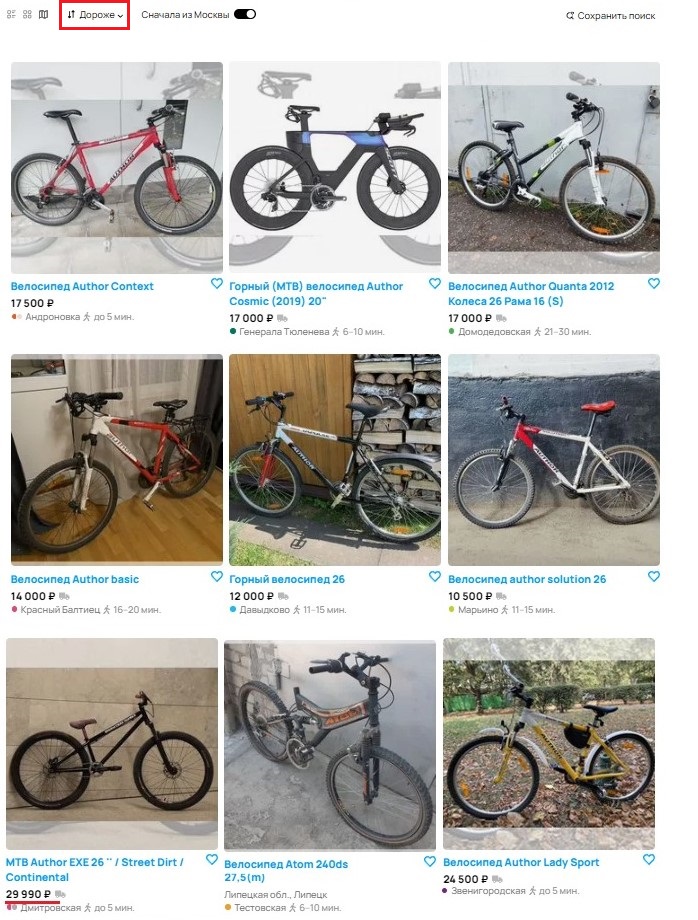 Дороже
Сначала из Москвы
Сохранить поиск
Велосипед Author Context
17 500 ₽
Андроновка до 5 мин.
Горный (MTB) велосипед Author
Cosmic (2019) 20"
17 000 ₽
Генерала Тюленева 6–10 мин.
Велосипед Author Quanta 2012
Колеса 26 Рама 16 (S)
17 000 ₽
Домодедовская 21–30 мин.
AUTHOR
Велосипед Author basic
14 000 ₽
Красный Балтиец 16–20 мин.
AUTHOR
Горный велосипед 26
12 000 ₽
Давыдково 11–15 мин.
AUTHOR
Велосипед author solution 26
10 500 ₽
Марьино 11–15 мин.
MTB Author EXE 26 '' / Street Dirt /
Continental
29 990 ₽
Дмитровская до 5 мин.
ATOM
Велосипед Atom 240ds
27,5(m)
Липецкая обл., Липецк
Тестовская 6–10 мин.
Велосипед Author Lady Sport
24 500 ₽
Звенигородская до 5 мин.